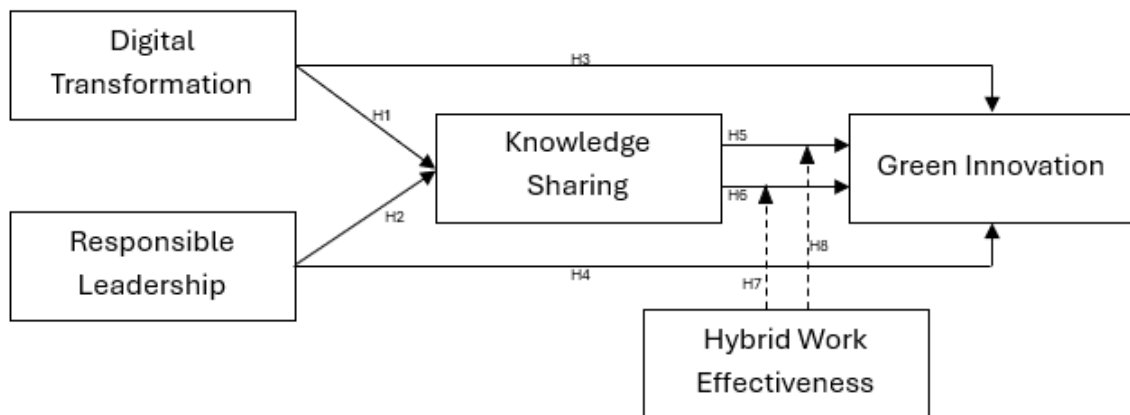 Digital
Transformation
H3
H1
Knowledge
Sharing
H5
H6
Green Innovation
H2
Responsible
Leadership
H4
H8
H7
Hybrid Work
Effectiveness